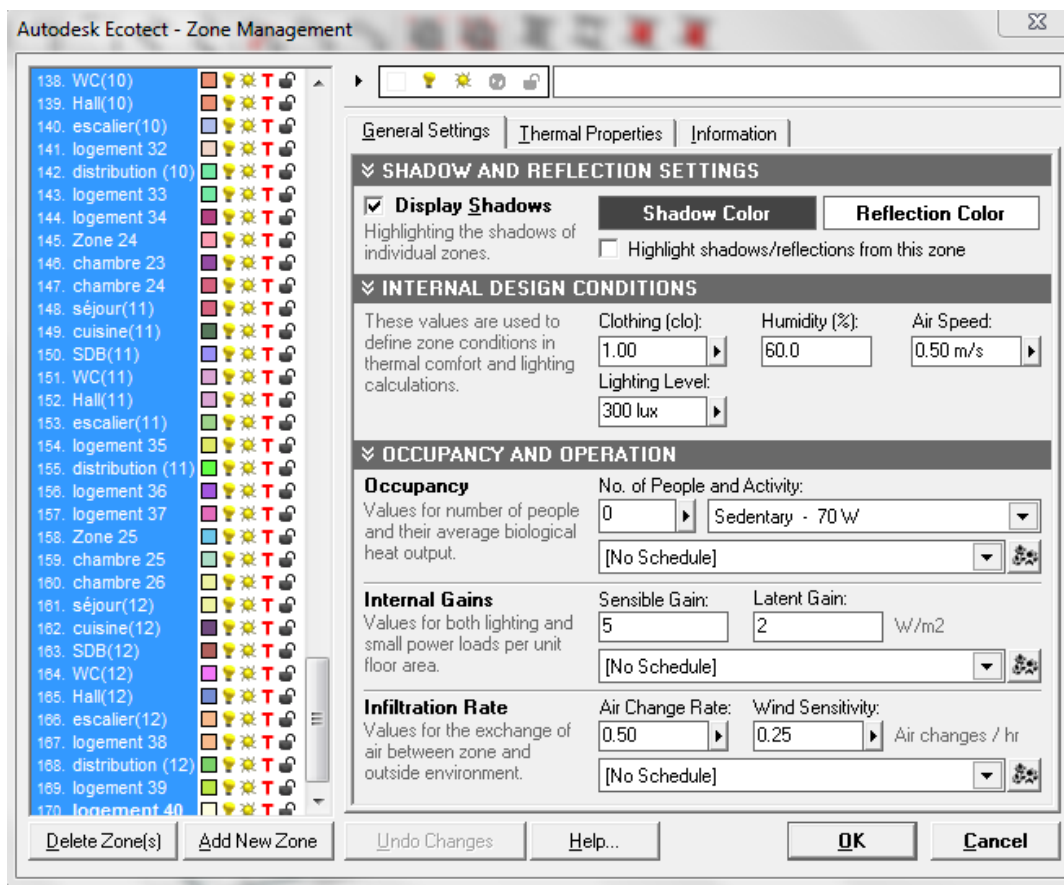 Autodesk Ecotect - Zone Management
138. WC(10) T
139. Hall(10) T
140. escalier(10) T
141. logement 32 T
142. distribution (10) T
143. logement 33 T
144. logement 34 T
145. Zone 24 T
146. chambre 23 T
147. chambre 24 T
148. séjour(11) T
149. cuisine(11) T
150. SDB(11) T
151. WC(11) T
152. Hall(11) T
153. escalier(11) T
154. logement 35 T
155. distribution (11) T
156. logement 36 T
157. logement 37 T
158. Zone 25 T
159. chambre 25 T
160. chambre 26 T
161. séjour(12) T
162. cuisine(12) T
163. SDB(12) T
164. WC(12) T
165. Hall(12) T
166. escalier(12) T
167. logement 38 T
168. distribution (12) T
169. logement 39 T
170. logement 40 T
Delete Zone(s) Add New Zone
General Settings Thermal Properties Information
SHADOW AND REFLECTION SETTINGS
Display Shadows Shadow Color Reflection Color
Highlighting the shadows of
individual zones.
Highlight shadows/reflections from this zone
INTERNAL DESIGN CONDITIONS
These values are used to
define zone conditions in
thermal comfort and lighting
calculations.
Clothing (clo): Humidity (%): Air Speed:
1.00 60.0 0.50 m/s
Lighting Level:
300 lux
OCCUPANCY AND OPERATION
Occupancy
Values for number of people
and their average biological
heat output.
No. of People and Activity:
0 Sedentary - 70 W
[No Schedule]
Internal Gains
Values for both lighting and
small power loads per unit
floor area.
Sensible Gain: Latent Gain:
5 2 W/m2
[No Schedule]
Infiltration Rate
Values for the exchange of
air between zone and
outside environment.
Air Change Rate: Wind Sensitivity:
0.50 0.25 Air changes / hr
[No Schedule]
Undo Changes Help... OK Cancel